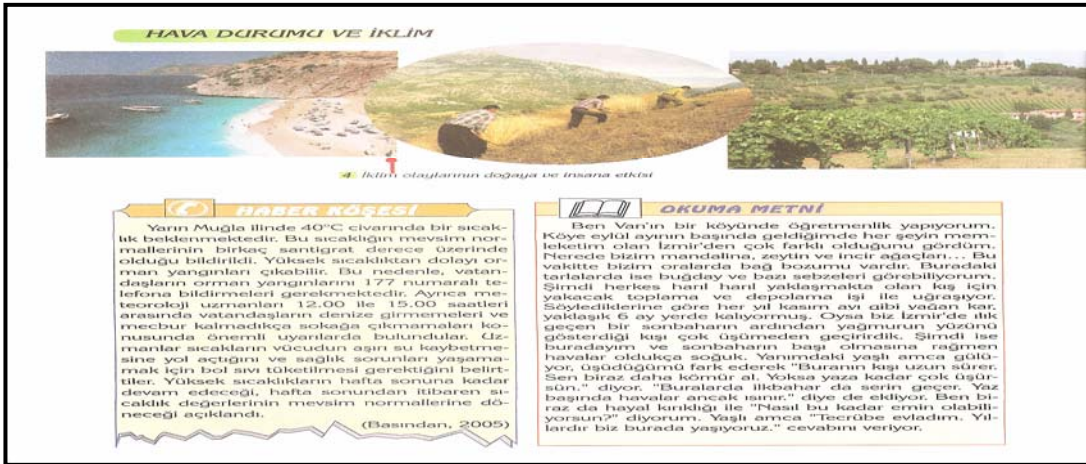 HAVA DURUMU VE İKLİM
4 İklim olaylarının doğaya ve insana etkisi
HABER KÖŞESİ
Yarın Muğla ilinde 40°C civarında bir sıcak-
lık beklenmektedir. Bu sıcaklığın mevsim nor-
mallerinin birkaç santigrat derece üzerinde
olduğu bildirildi. Yüksek sıcaklıktan dolayı or-
man yangınları çıkabilir. Bu nedenle, vatan-
daşların orman yangınlarını 177 numaralı te-
lefona bildirmeleri gerekmektedir. Ayrıca me-
teoroloji uzmanları 12.00 ile 15.00 saatleri
arasında vatandaşların denize girmemeleri ve
mecbur kalmadıkça sokağa çıkmamaları ko-
nusunda önemli uyarılarda bulundular. Uz-
manlar sıcakların vücudun aşırı su kaybetme-
sine yol açtığını ve sağlık sorunları yaşama-
mak için bol sıvı tüketilmesi gerektiğini belirt-
tiler. Yüksek sıcaklıkların hafta sonuna kadar
devam edeceği, hafta sonundan itibaren sı-
caklık değerlerinin mevsim normallerine dö-
neceği açıklandı.
(Basından, 2005)
OKUMA METNİ
Ben Van'ın bir köyünde öğretmenlik yapıyorum.
Köye eylül ayının başında geldiğimde her şeyin mem-
leketim olan İzmir'den çok farklı olduğunu gördüm.
Nerede bizim mandalina, zeytin ve incir ağaçları... Bu
vakitte bizim oralarda bağ bozumu vardır. Buradaki
tarlalarda ise buğday ve bazı sebzeleri görebiliyorum.
Şimdi herkes harıl harıl yaklaşmakta olan kış için
yakacak toplama ve depolama işi ile uğraşıyor.
Söylediklerine göre her yıl kasım ayı gibi yağan kar,
yaklaşık 6 ay yerde kalıyormuş. Oysa biz İzmir'de ılık
geçen bir sonbaharın ardından yağmurun yüzünü
gösterdiği kışı çok üşümeden geçirirdik. Şimdi ise
buradayım ve sonbaharın başı olmasına rağmen
havalar oldukça soğuk. Yanımdaki yaşlı amca gülü-
yor, üşüdüğümü fark ederek "Buranın kışı uzun sürer.
Sen biraz daha kömür al. Yoksa yaza kadar çok üşür-
sün." diyor. "Buralarda ilkbahar da serin geçer. Yaz
başında havalar ancak ısınır." diye de ekliyor. Ben bi-
raz da hayal kırıklığı ile "Nasıl bu kadar emin olabili-
yorsun?" diyorum. Yaşlı amca "Tecrübe evladım. Yıl-
lardır biz burada yaşıyoruz." cevabını veriyor.